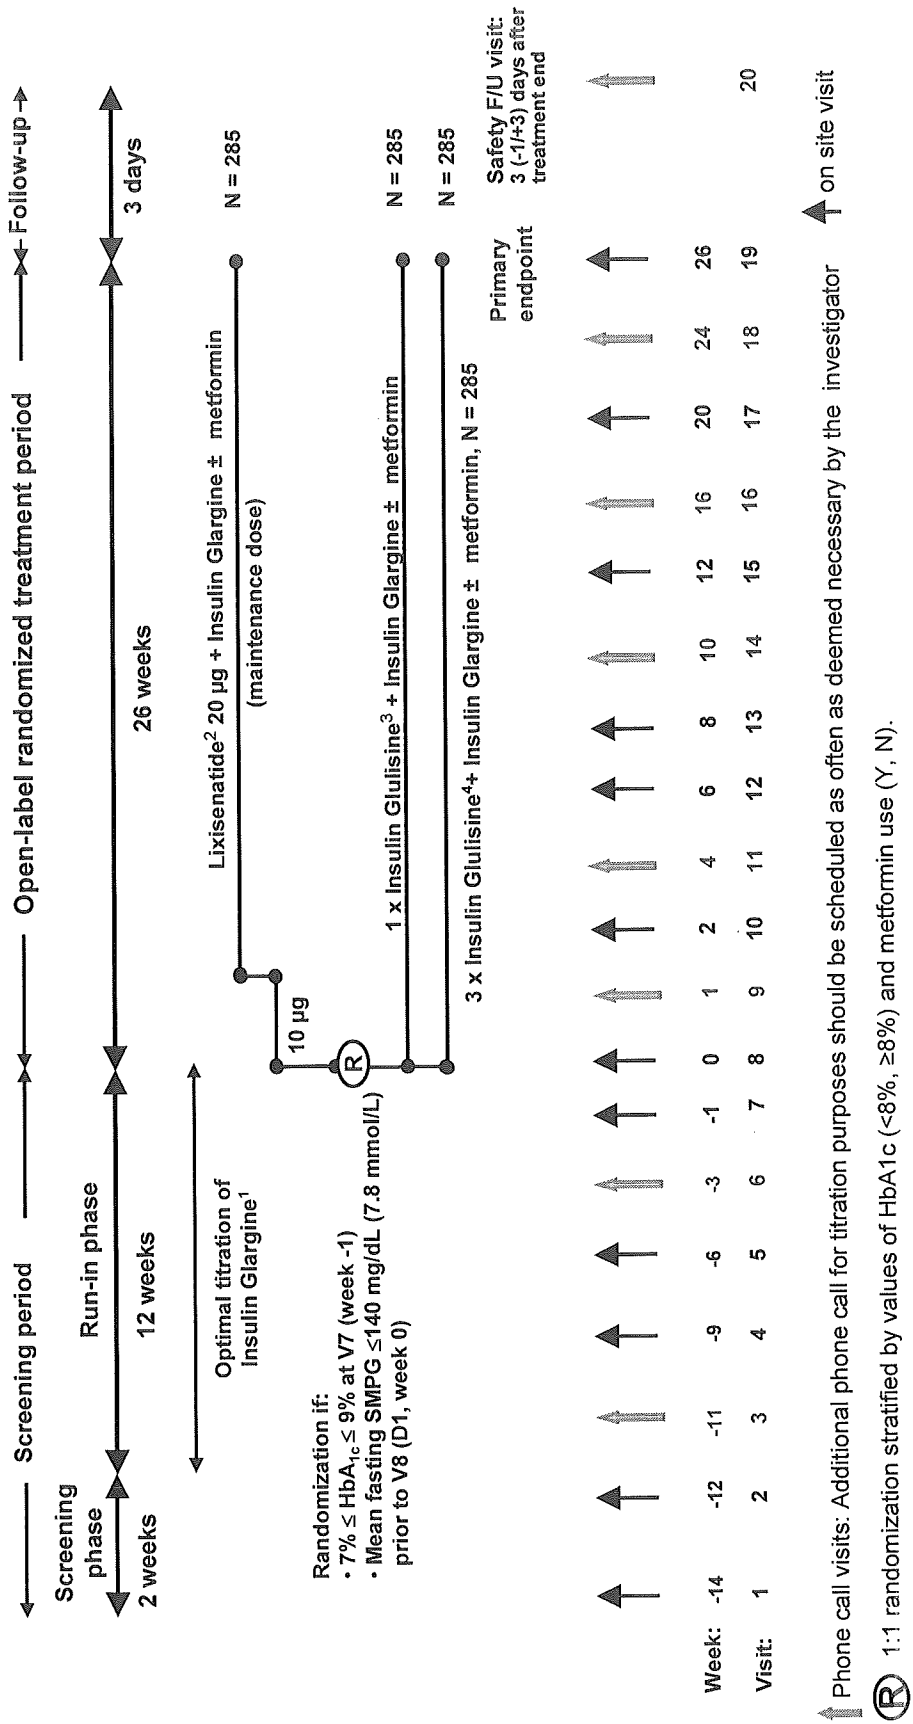 Screening period
Open-label randomized treatment period
Follow-up
Screening
phase
Run-in phase
2 weeks
12 weeks
26 weeks
3 days
Optimal titration of
Insulin Glargine¹
Lixisenatide² 20 µg + Insulin Glargine ± metformin
N = 285
(maintenance dose)
10 µg
R
Randomization if:
• 7% ≤ HbA₁c ≤ 9% at V7 (week -1)
• Mean fasting SMPG ≤140 mg/dL (7.8 mmol/L)
prior to V8 (D1, week 0)
1 x Insulin Glulisine³ + Insulin Glargine ± metformin
N = 285
N = 285
3 x Insulin Glulisine⁴+ Insulin Glargine ± metformin, N = 285
Primary
endpoint
Safety F/U visit:
3 (-1/+3) days after
treatment end
Week: -14 -12 -11 -9 -6 -3 -1 0 1 2 4 6 8 10 12 16 20 24 26
Visit: 1 2 3 4 5 6 7 8 9 10 11 12 13 14 15 16 17 18 19 20
Phone call visits: Additional phone call for titration purposes should be scheduled as often as deemed necessary by the investigator
on site visit
R 1:1 randomization stratified by values of HbA1c (<8%, ≥8%) and metformin use (Y, N).